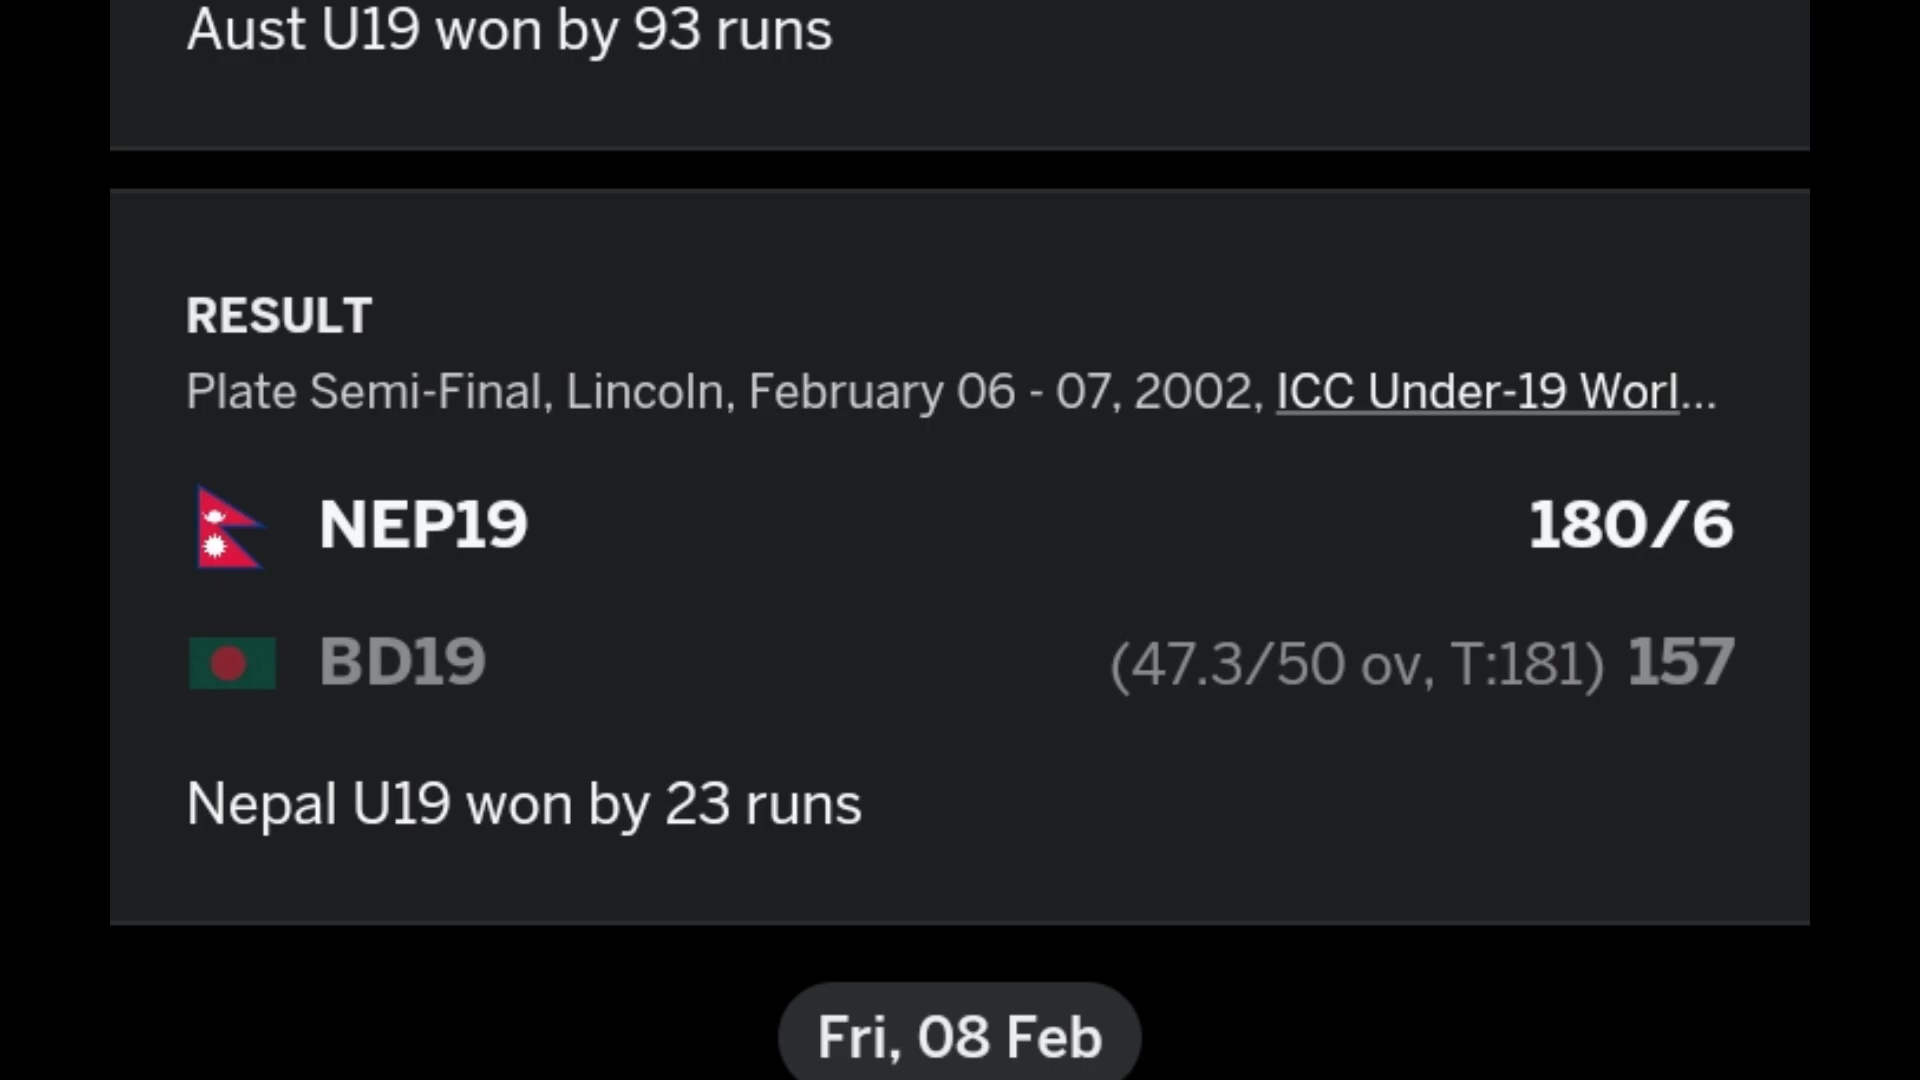 Aust U19 won by 93 runs
RESULT
Plate Semi-Final, Lincoln, February 06 - 07, 2002, ICC Under-19 Worl...
NEP19 180/6
BD19 (47.3/50 ov, T:181) 157
Nepal U19 won by 23 runs
Fri, 08 Feb